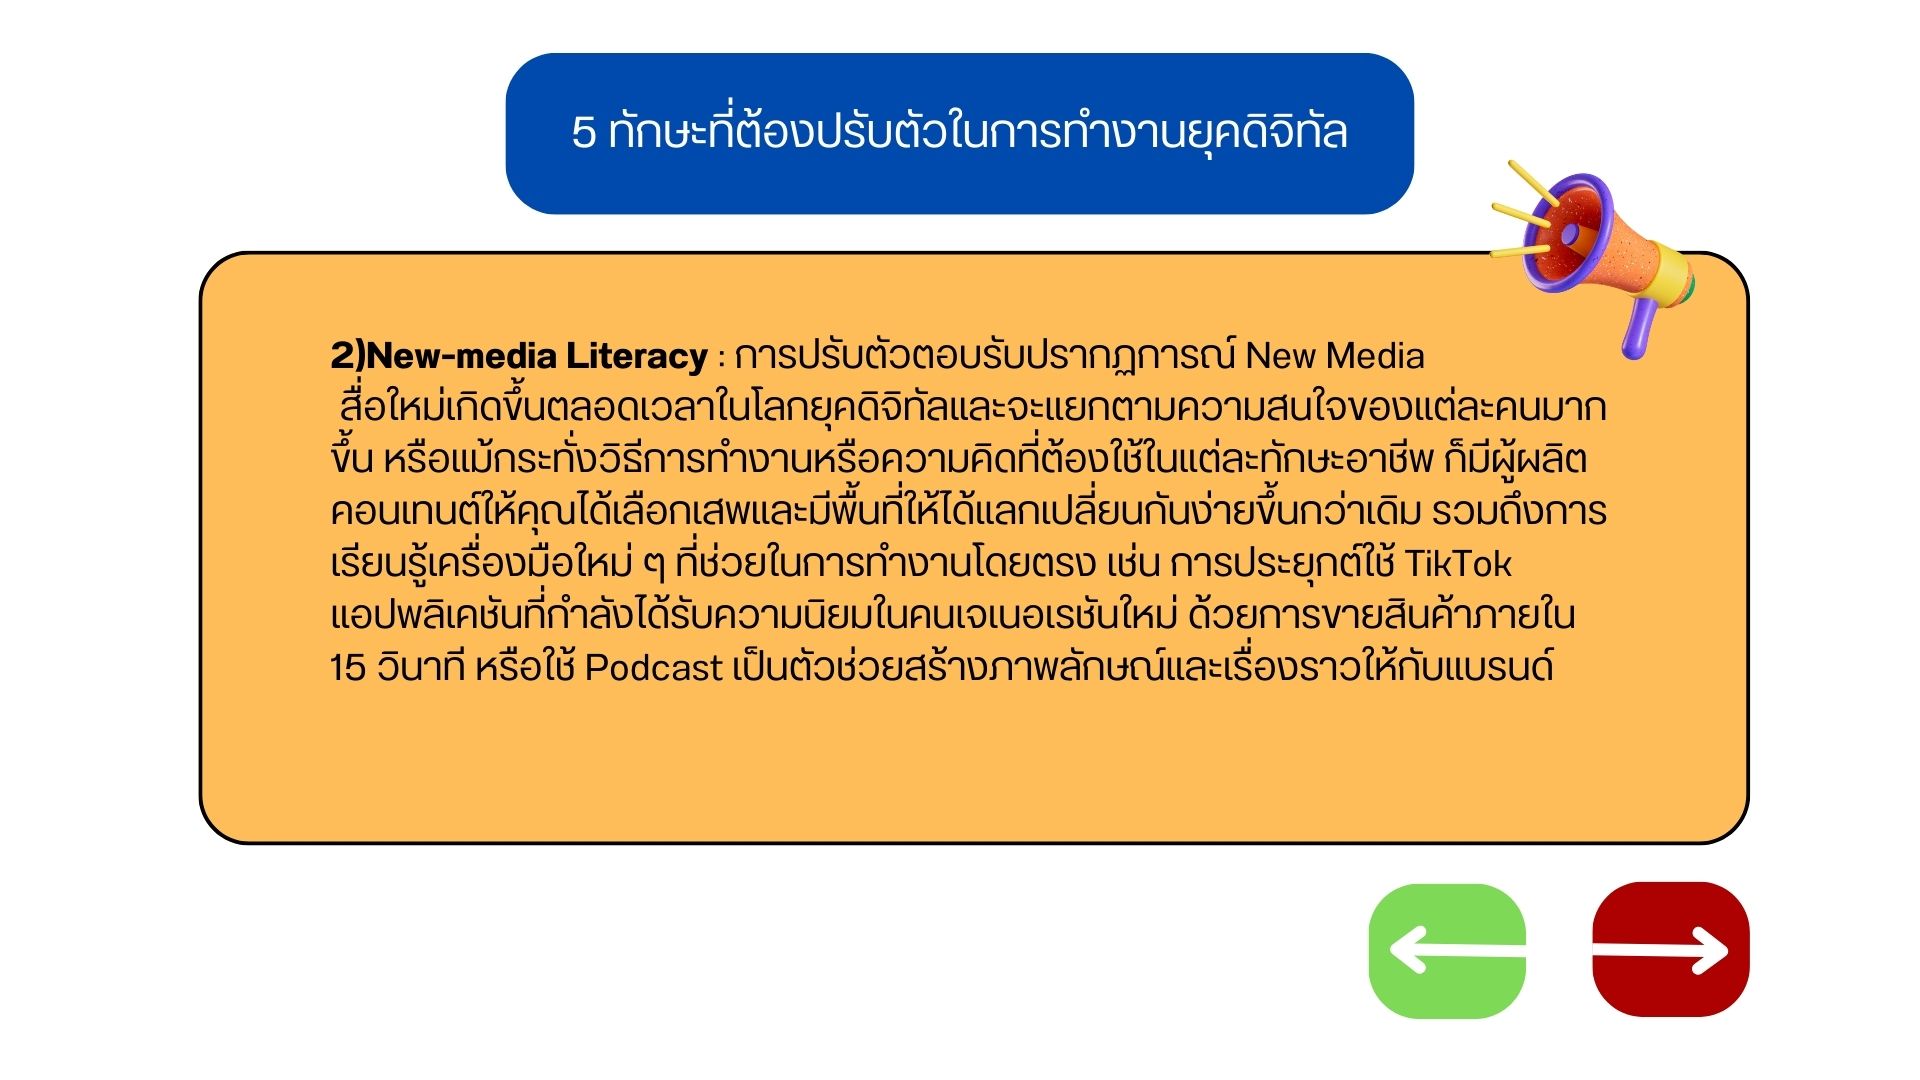 5 ทักษะที่ต้องปรับตัวในการทำงานยุคดิจิทัล
2)New-media Literacy : การปรับตัวตอบรับปรากฏการณ์ New Media
สื่อใหม่เกิดขึ้นตลอดเวลาในโลกยุคดิจิทัลและจะแยกตามความสนใจของแต่ละคนมาก
ขึ้น หรือแม้กระทั่งวิธีการทำงานหรือความคิดที่ต้องใช้ในแต่ละทักษะอาชีพ ก็มีผู้ผลิต
คอนเทนต์ให้คุณได้เลือกเสพและมีพื้นที่ให้ได้แลกเปลี่ยนกันง่ายขึ้นกว่าเดิม รวมถึงการ
เรียนรู้เครื่องมือใหม่ ๆ ที่ช่วยในการทำงานโดยตรง เช่น การประยุกต์ใช้ TikTok
แอปพลิเคชันที่กำลังได้รับความนิยมในคนเจเนอเรชันใหม่ ด้วยการขายสินค้าภายใน
15 วินาที หรือใช้ Podcast เป็นตัวช่วยสร้างภาพลักษณ์และเรื่องราวให้กับแบรนด์